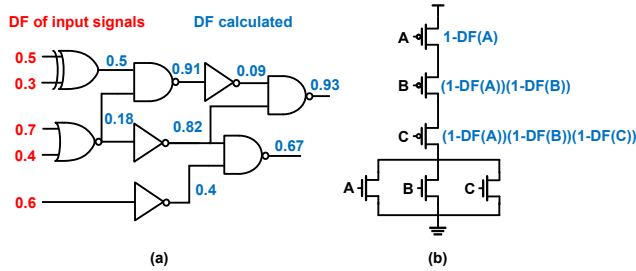 DF of input signals DF calculated
0.5 0.5 0.91 0.09 0.93
0.3
0.7 0.18 0.82 0.67
0.4
0.6 0.4
(a)
A 1-DF(A)
B (1-DF(A))(1-DF(B))
C (1-DF(A))(1-DF(B))(1-DF(C))
A B C
(b)